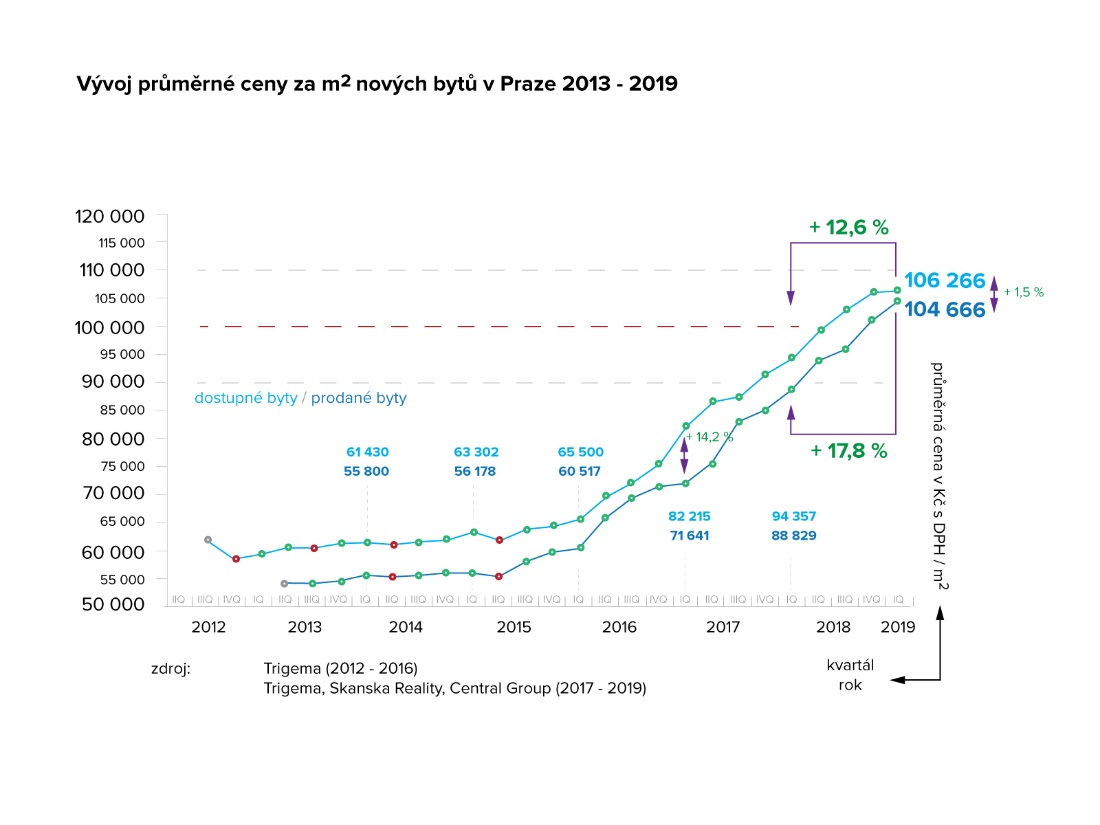 Vývoj průměrné ceny za m2 nových bytů v Praze 2013 - 2019
120 000
115 000
110 000
105 000
100 000
95 000
90 000
85 000
80 000
75 000
70 000
65 000
60 000
55 000
50 000
+ 12,6 %
106 266
104 666
+ 1,5 %
dostupné byty / prodané byty
+ 14,2 %
+ 17,8 %
61 430
55 800
63 302
56 178
65 500
60 517
82 215
71 641
94 357
88 829
průměrná cena v Kč s DPH / m2
IIQ IIIQ IVQ IQ IIQ IIIQ IVQ IQ IIQ IIIQ IVQ IQ IIQ IIIQ IVQ IQ IIQ IIIQ IVQ IQ IIQ IIIQ IVQ IQ IIQ IIIQ IVQ IQ
2012 2013 2014 2015 2016 2017 2018 2019
zdroj: Trigema (2012 - 2016)
Trigema, Skanska Reality, Central Group (2017 - 2019)
kvartál
rok